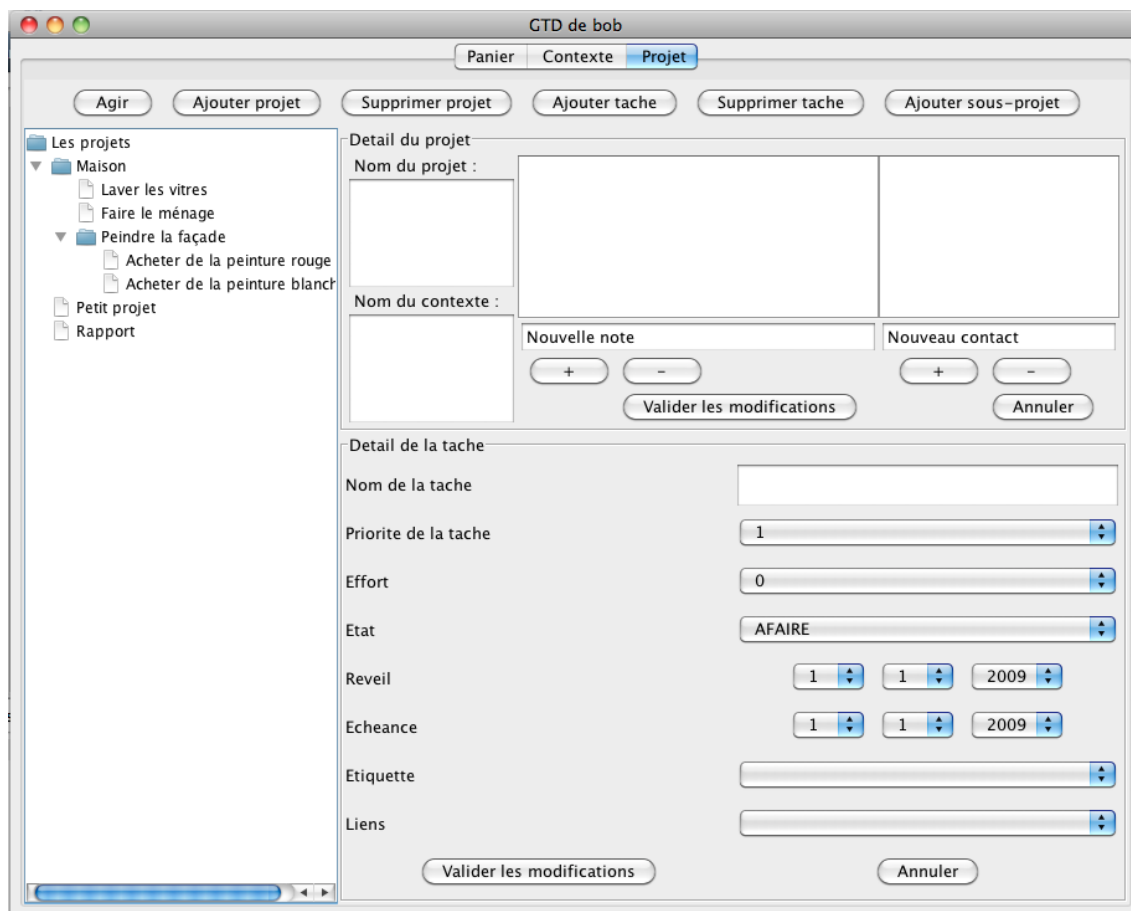 GTD de bob
Panier Contexte Projet
Agir Ajouter projet Supprimer projet Ajouter tache Supprimer tache Ajouter sous-projet
Les projets
Maison
Laver les vitres
Faire le ménage
Peindre la façade
Acheter de la peinture rouge
Acheter de la peinture blanch
Petit projet
Rapport
Detail du projet
Nom du projet :
Nom du contexte :
Nouvelle note Nouveau contact
+ - + -
Valider les modifications Annuler
Detail de la tache
Nom de la tache
Priorite de la tache 1
Effort 0
Etat AFAIRE
Reveil 1 1 2009
Echeance 1 1 2009
Etiquette
Liens
Valider les modifications Annuler